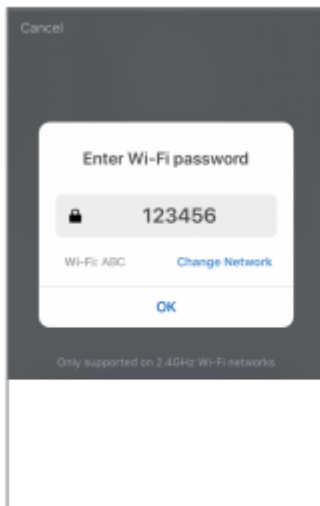 Cancel
Enter Wi-Fi password
123456
Wi-Fi: ABC Change Network
OK
Only supported on 2.4GHz Wi-Fi networks